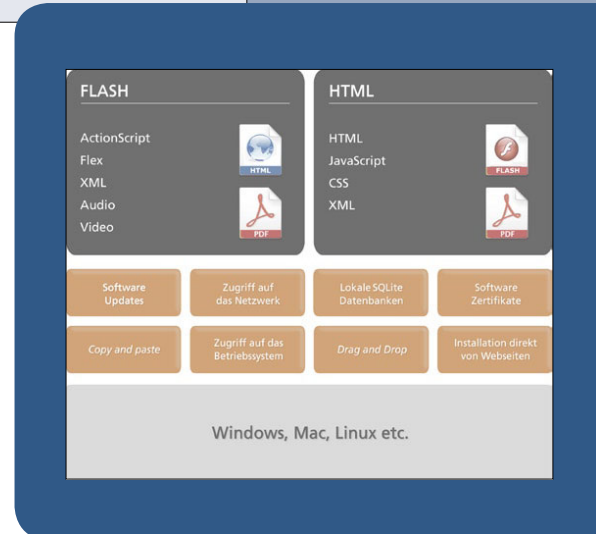 FLASH
ActionScript
Flex
XML
Audio
Video
HTML
PDF
HTML
HTML
JavaScript
CSS
XML
FLASH
PDF
Software
Updates
Zugriff auf
das Netzwerk
Lokale SQLite
Datenbanken
Software
Zertifikate
Copy and paste
Zugriff auf das
Betriebssystem
Drag and Drop
Installation direkt
von Webseiten
Windows, Mac, Linux etc.